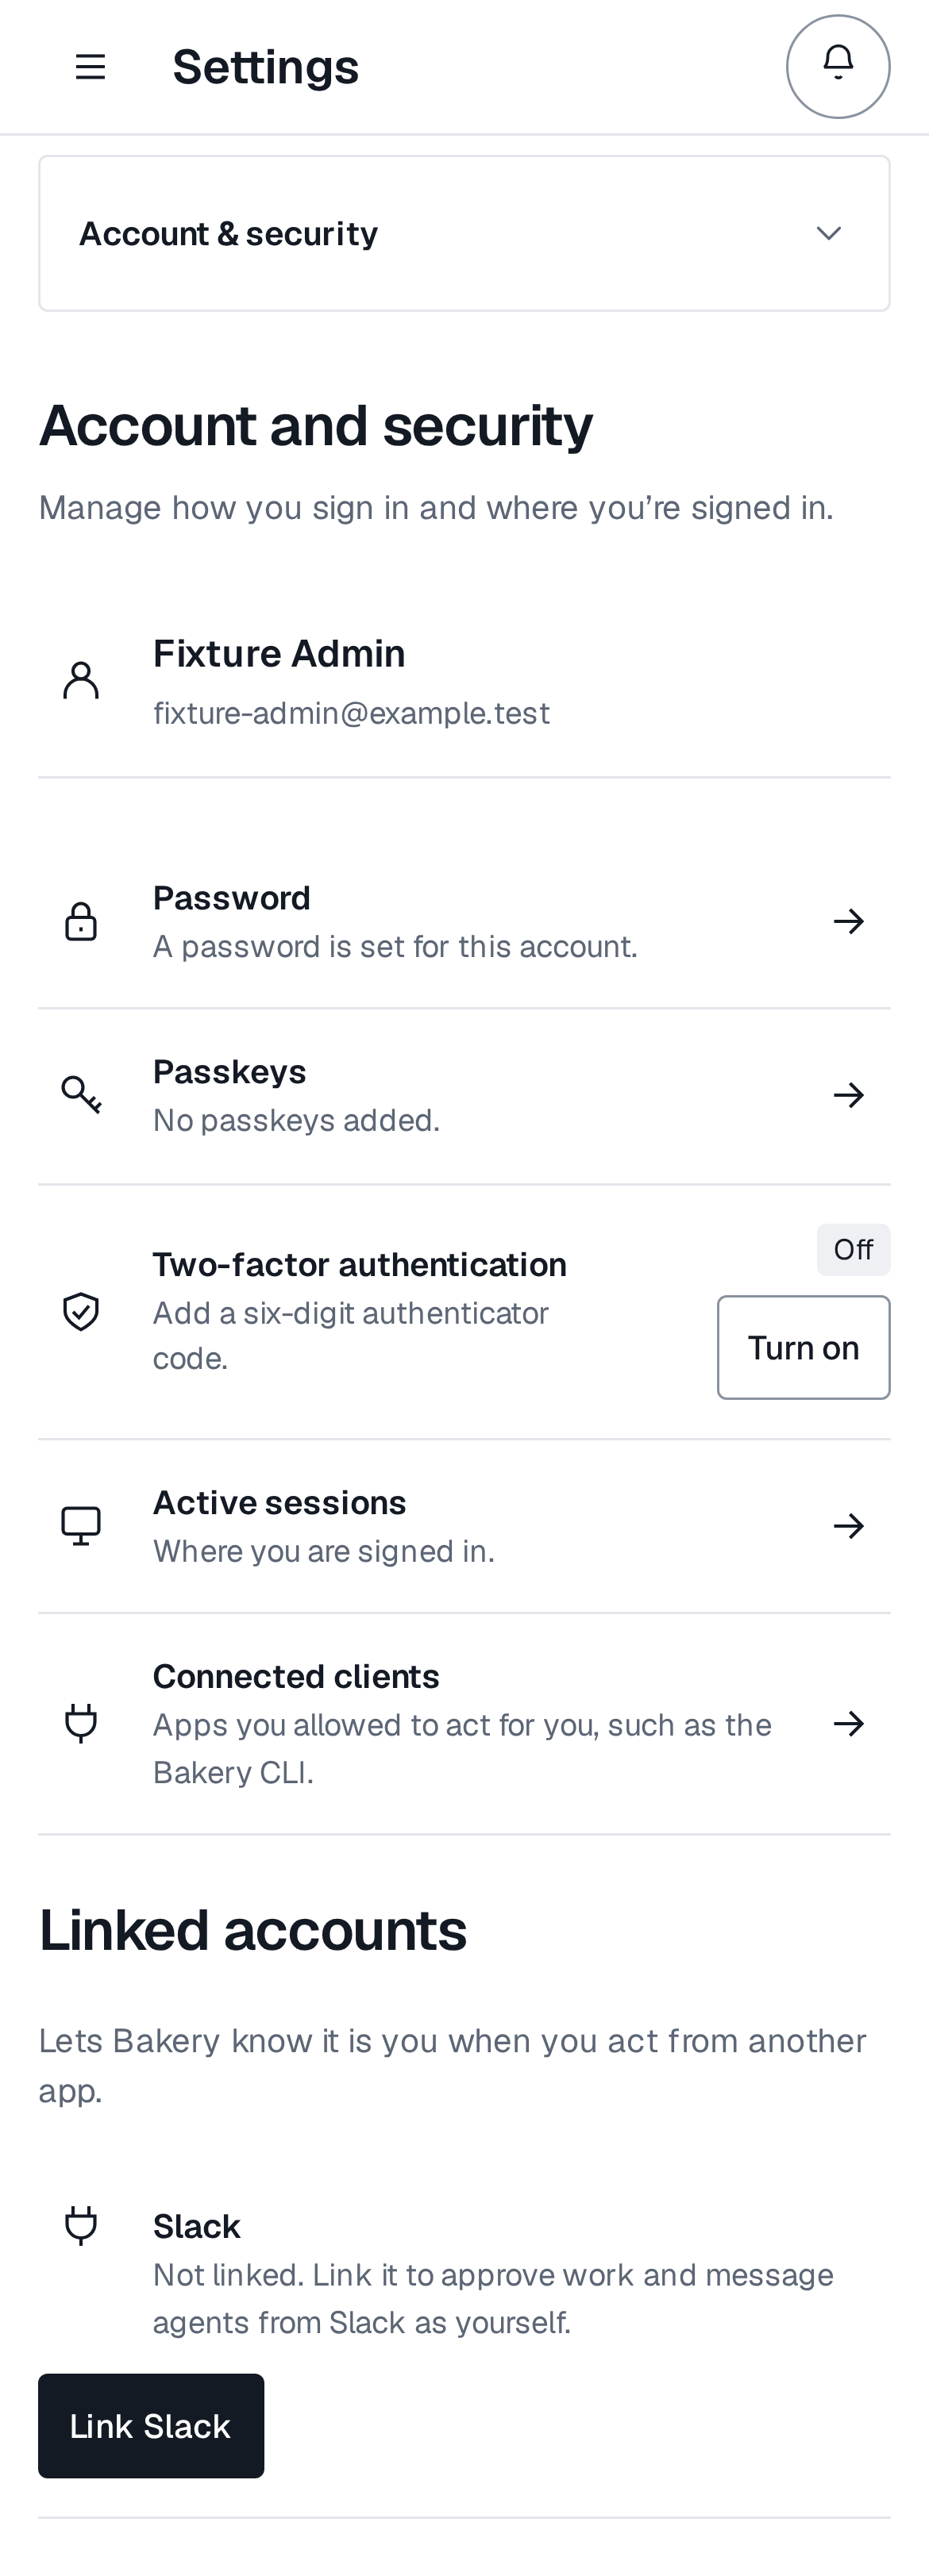 Settings
Account & security
Account and security
Manage how you sign in and where you’re signed in.
Fixture Admin
fixture-admin@example.test
Password
A password is set for this account.
Passkeys
No passkeys added.
Two-factor authentication
Add a six-digit authenticator
code.
Off
Turn on
Active sessions
Where you are signed in.
Connected clients
Apps you allowed to act for you, such as the
Bakery CLI.
Linked accounts
Lets Bakery know it is you when you act from another
app.
Slack
Not linked. Link it to approve work and message
agents from Slack as yourself.
Link Slack